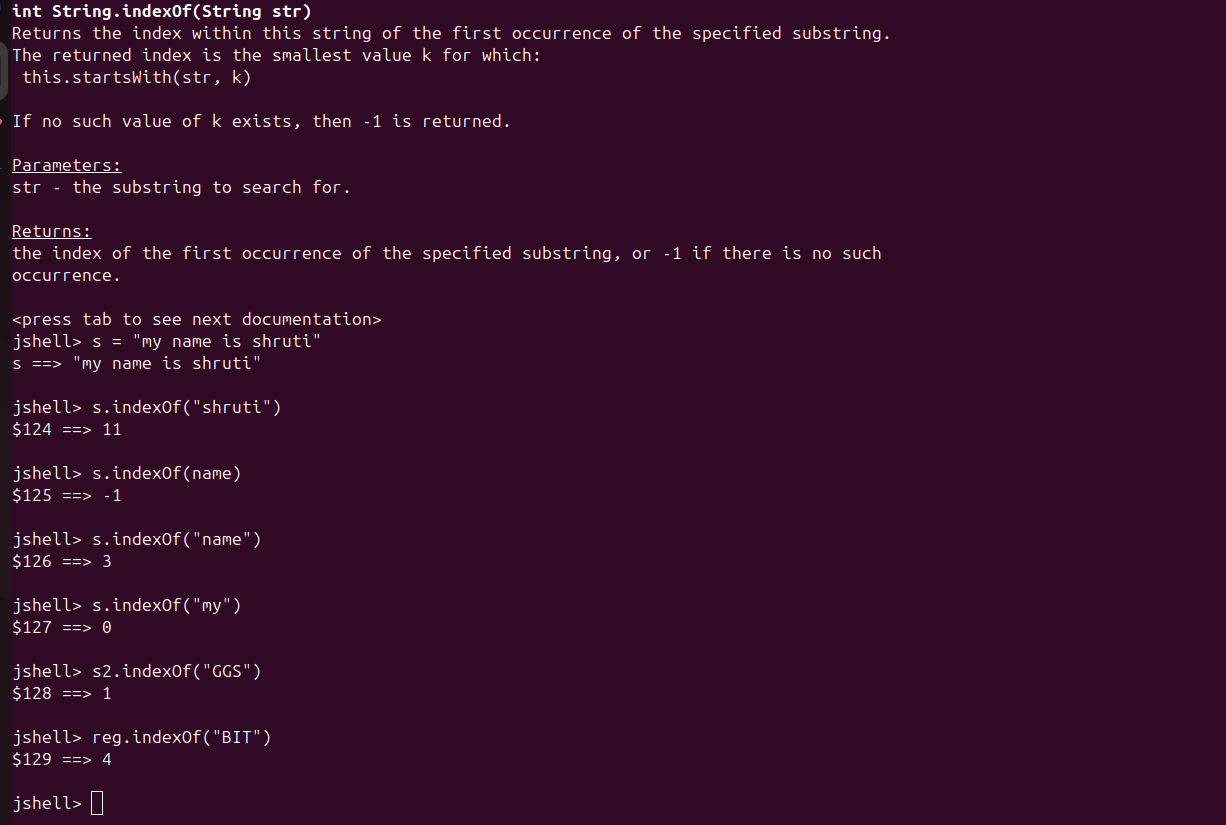 int String.indexOf(String str)
Returns the index within this string of the first occurrence of the specified substring.
The returned index is the smallest value k for which:
 this.startsWith(str, k)

If no such value of k exists, then -1 is returned.

Parameters:
str - the substring to search for.

Returns:
the index of the first occurrence of the specified substring, or -1 if there is no such
occurrence.

<press tab to see next documentation>
jshell> s = "my name is shruti"
s ==> "my name is shruti"

jshell> s.indexOf("shruti")
$124 ==> 11

jshell> s.indexOf(name)
$125 ==> -1

jshell> s.indexOf("name")
$126 ==> 3

jshell> s.indexOf("my")
$127 ==> 0

jshell> s2.indexOf("GGS")
$128 ==> 1

jshell> reg.indexOf("BIT")
$129 ==> 4

jshell>